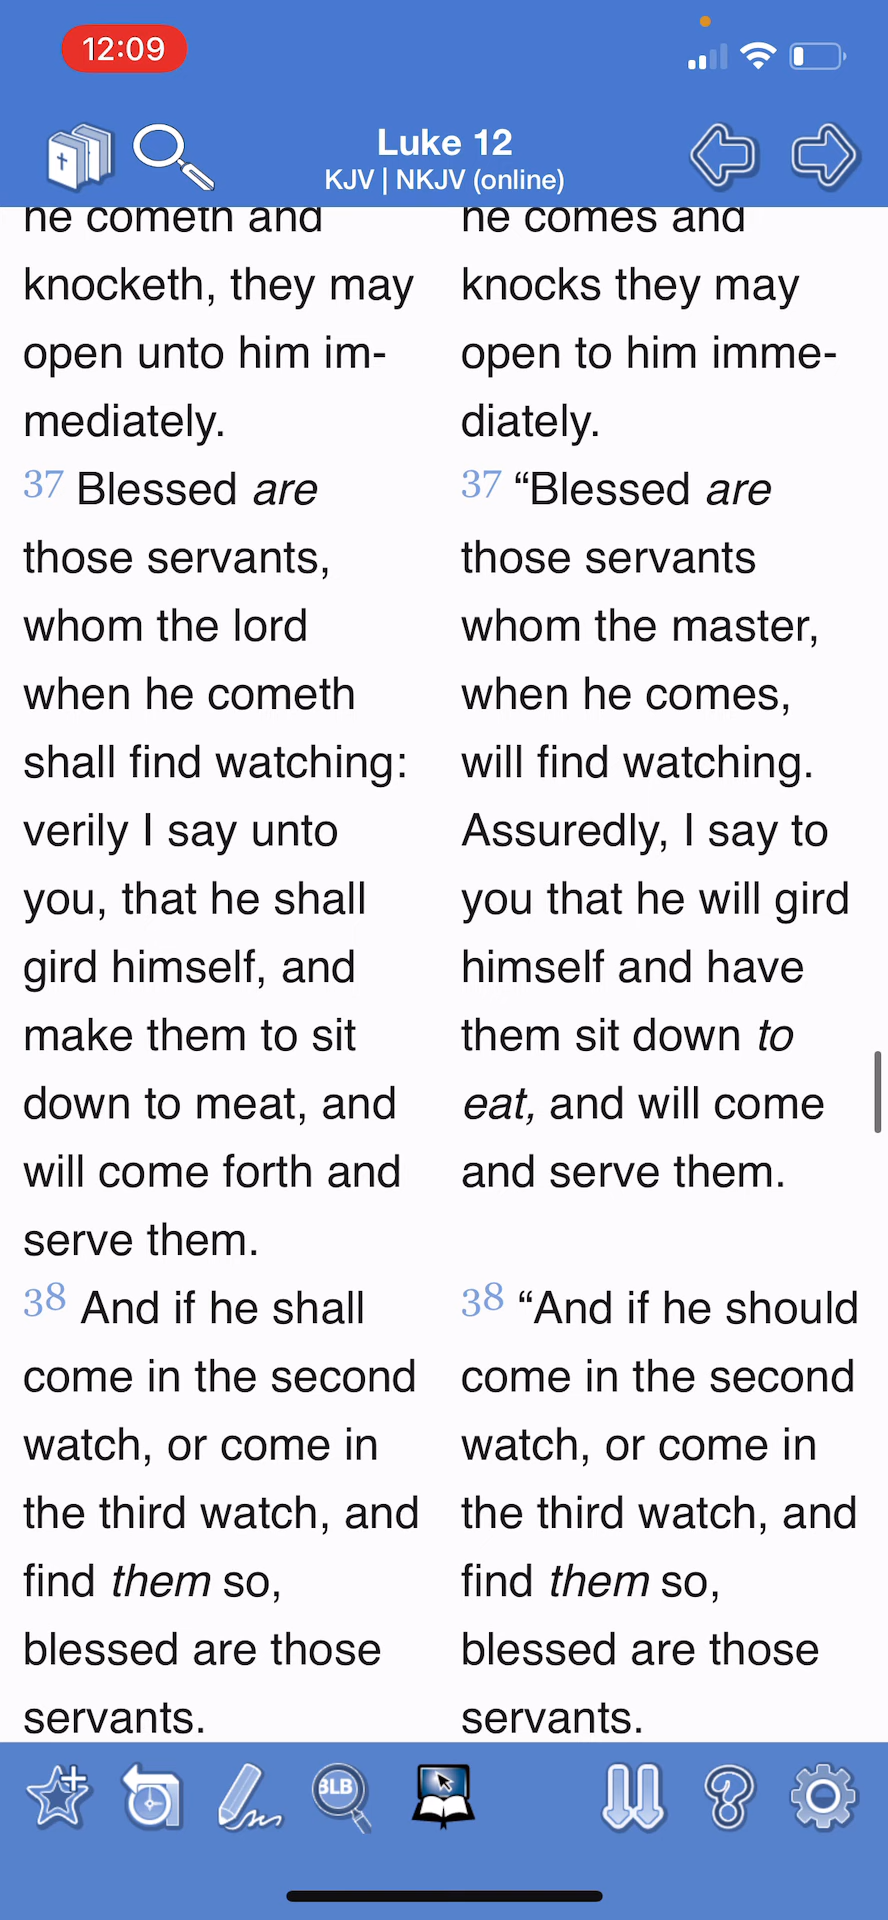 12:09
Luke 12
KJV | NKJV (online)
he cometh and
knocketh, they may
open unto him im-
mediately.
37 Blessed are
those servants,
whom the lord
when he cometh
shall find watching:
verily I say unto
you, that he shall
gird himself, and
make them to sit
down to meat, and
will come forth and
serve them.
38 And if he shall
come in the second
watch, or come in
the third watch, and
find them so,
blessed are those
servants.
he comes and
knocks they may
open to him imme-
diately.
37 “Blessed are
those servants
whom the master,
when he comes,
will find watching.
Assuredly, I say to
you that he will gird
himself and have
them sit down to
eat, and will come
and serve them.
38 “And if he should
come in the second
watch, or come in
the third watch, and
find them so,
blessed are those
servants.
BLB